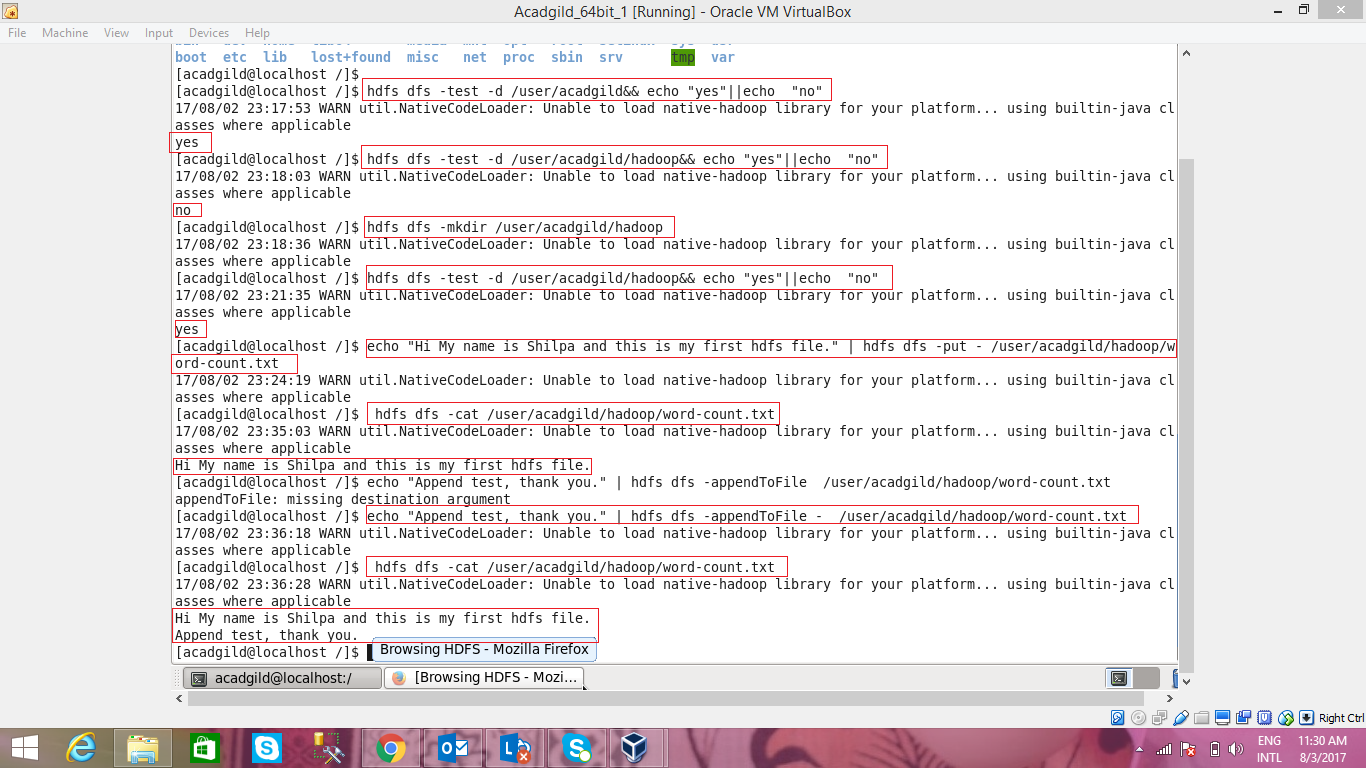 Acadgild_64bit_1 [Running] - Oracle VM VirtualBox
File Machine View Input Devices Help
boot etc lib lost+found misc net proc sbin srv tmp var
[acadgild@localhost /]$
[acadgild@localhost /]$ hdfs dfs -test -d /user/acadgild&& echo "yes"||echo  "no"
17/08/02 23:17:53 WARN util.NativeCodeLoader: Unable to load native-hadoop library for your platform... using builtin-java cl
asses where applicable
yes
[acadgild@localhost /]$ hdfs dfs -test -d /user/acadgild/hadoop&& echo "yes"||echo  "no"
17/08/02 23:18:03 WARN util.NativeCodeLoader: Unable to load native-hadoop library for your platform... using builtin-java cl
asses where applicable
no
[acadgild@localhost /]$ hdfs dfs -mkdir /user/acadgild/hadoop
17/08/02 23:18:36 WARN util.NativeCodeLoader: Unable to load native-hadoop library for your platform... using builtin-java cl
asses where applicable
[acadgild@localhost /]$ hdfs dfs -test -d /user/acadgild/hadoop&& echo "yes"||echo  "no"
17/08/02 23:21:35 WARN util.NativeCodeLoader: Unable to load native-hadoop library for your platform... using builtin-java cl
asses where applicable
yes
[acadgild@localhost /]$ echo "Hi My name is Shilpa and this is my first hdfs file." | hdfs dfs -put - /user/acadgild/hadoop/w
ord-count.txt
17/08/02 23:24:19 WARN util.NativeCodeLoader: Unable to load native-hadoop library for your platform... using builtin-java cl
asses where applicable
[acadgild@localhost /]$  hdfs dfs -cat /user/acadgild/hadoop/word-count.txt
17/08/02 23:35:03 WARN util.NativeCodeLoader: Unable to load native-hadoop library for your platform... using builtin-java cl
asses where applicable
Hi My name is Shilpa and this is my first hdfs file.
[acadgild@localhost /]$ echo "Append test, thank you." | hdfs dfs -appendToFile  /user/acadgild/hadoop/word-count.txt
appendToFile: missing destination argument
[acadgild@localhost /]$ echo "Append test, thank you." | hdfs dfs -appendToFile -  /user/acadgild/hadoop/word-count.txt
17/08/02 23:36:18 WARN util.NativeCodeLoader: Unable to load native-hadoop library for your platform... using builtin-java cl
asses where applicable
[acadgild@localhost /]$  hdfs dfs -cat /user/acadgild/hadoop/word-count.txt
17/08/02 23:36:28 WARN util.NativeCodeLoader: Unable to load native-hadoop library for your platform... using builtin-java cl
asses where applicable
Hi My name is Shilpa and this is my first hdfs file.
Append test, thank you.
[acadgild@localhost /]$
Browsing HDFS - Mozilla Firefox
acadgild@localhost:/
[Browsing HDFS - Mozi...
Right Ctrl
ENG 11:30 AM
INTL 8/3/2017